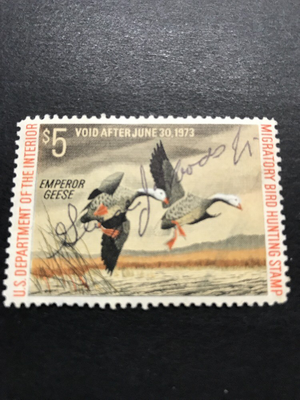 $5
VOID AFTER JUNE 30, 1973
EMPEROR
GEESE
U.S. DEPARTMENT OF THE INTERIOR
MIGRATORY BIRD HUNTING STAMP